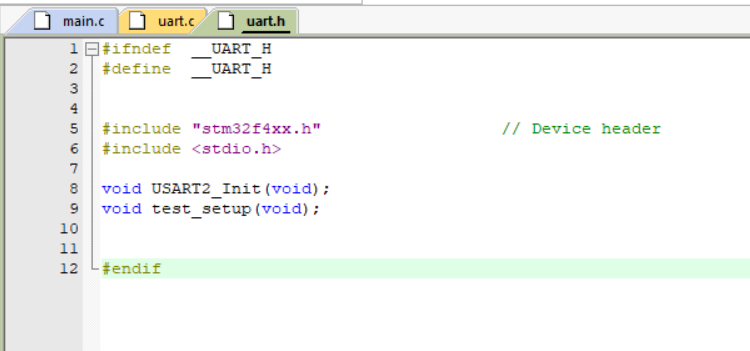 main.c uart.c uart.h
1 #ifndef __UART_H
2 #define __UART_H
3
4
5 #include "stm32f4xx.h" // Device header
6 #include <stdio.h>
7
8 void USART2_Init(void);
9 void test_setup(void);
10
11
12 #endif